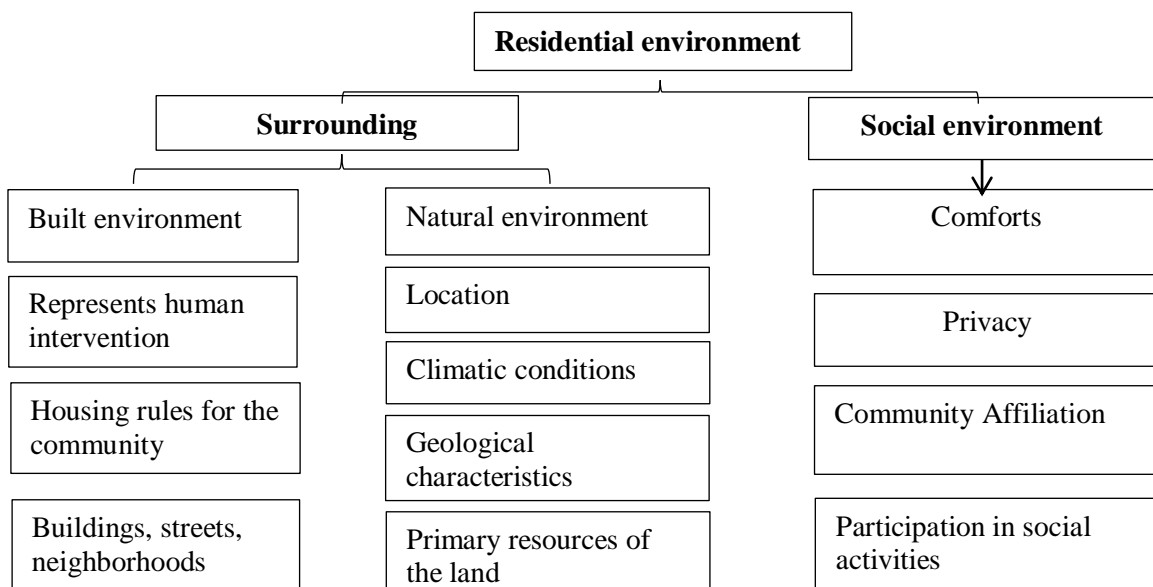 Residential environment
Surrounding
Social environment
Built environment
Represents human
intervention
Housing rules for the
community
Buildings, streets,
neighborhoods
Natural environment
Location
Climatic conditions
Geological
characteristics
Primary resources of
the land
Comforts
Privacy
Community Affiliation
Participation in social
activities